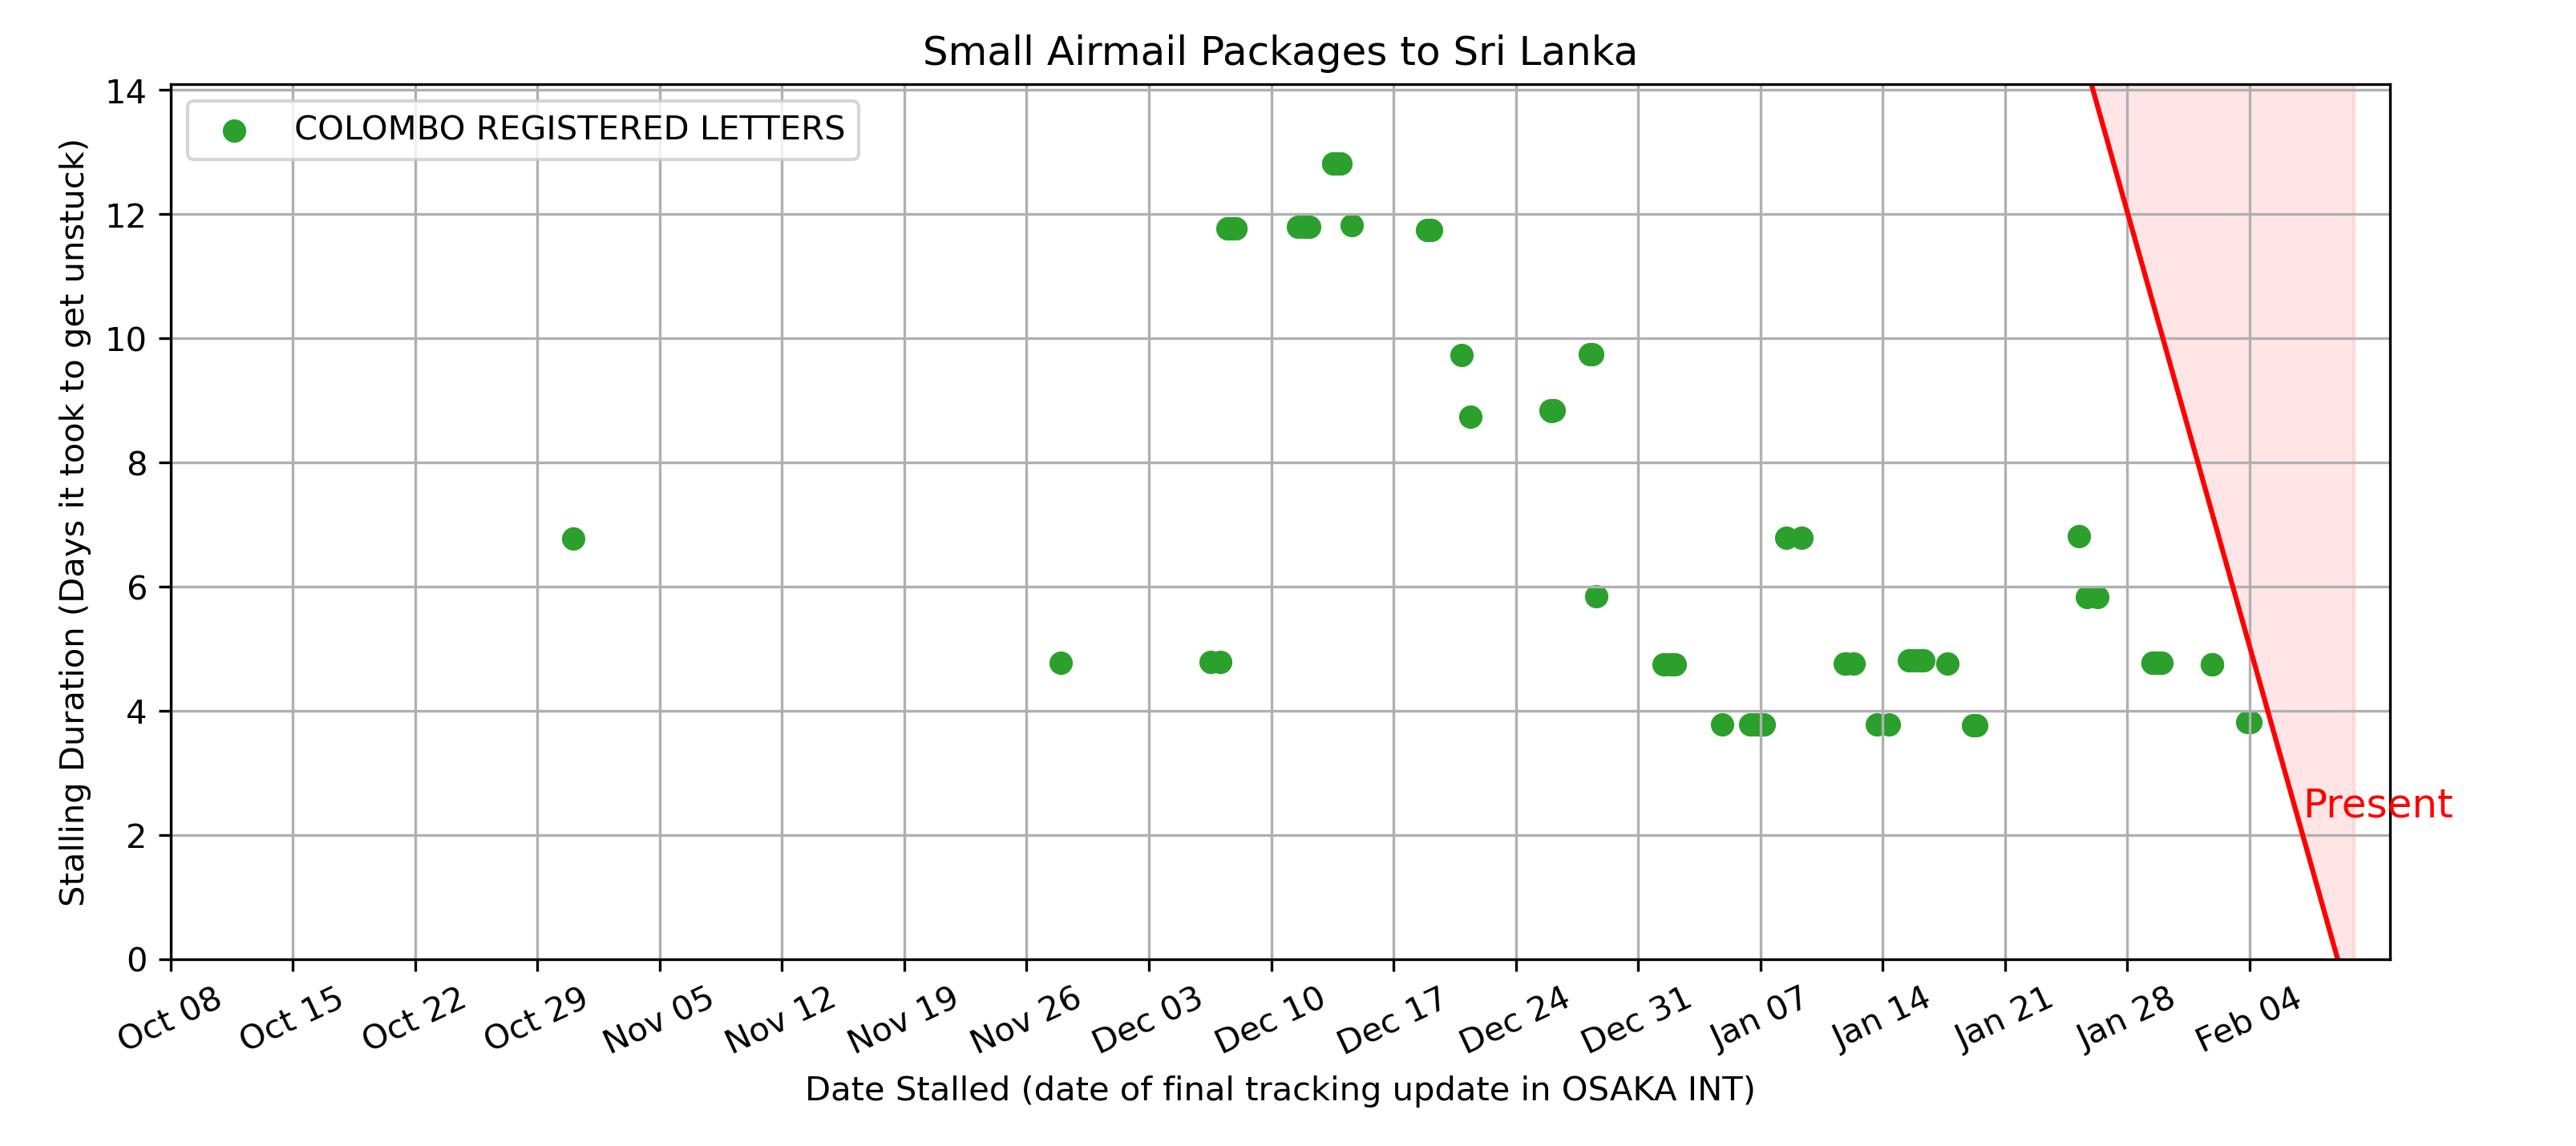 Small Airmail Packages to Sri Lanka
COLOMBO REGISTERED LETTERS
Stalling Duration (Days it took to get unstuck)
14
12
10
8
6
4
2
0
Present
Oct 08
Oct 15
Oct 22
Oct 29
Nov 05
Nov 12
Nov 19
Nov 26
Dec 03
Dec 10
Dec 17
Dec 24
Dec 31
Jan 07
Jan 14
Jan 21
Jan 28
Feb 04
Date Stalled (date of final tracking update in OSAKA INT)